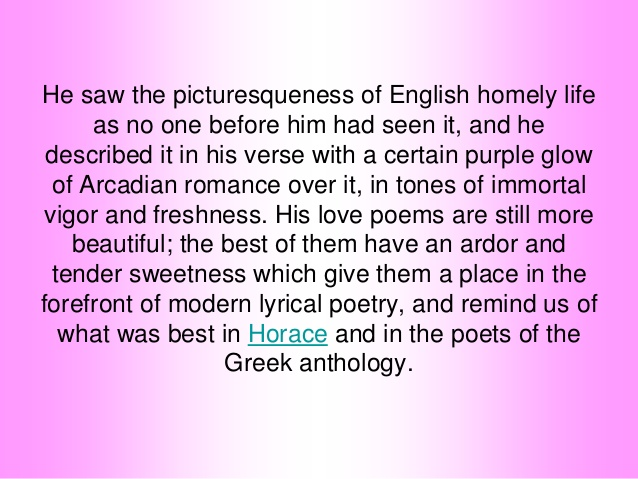 He saw the picturesqueness of English homely life
as no one before him had seen it, and he
described it in his verse with a certain purple glow
of Arcadian romance over it, in tones of immortal
vigor and freshness. His love poems are still more
beautiful; the best of them have an ardor and
tender sweetness which give them a place in the
forefront of modern lyrical poetry, and remind us of
what was best in Horace and in the poets of the
Greek anthology.